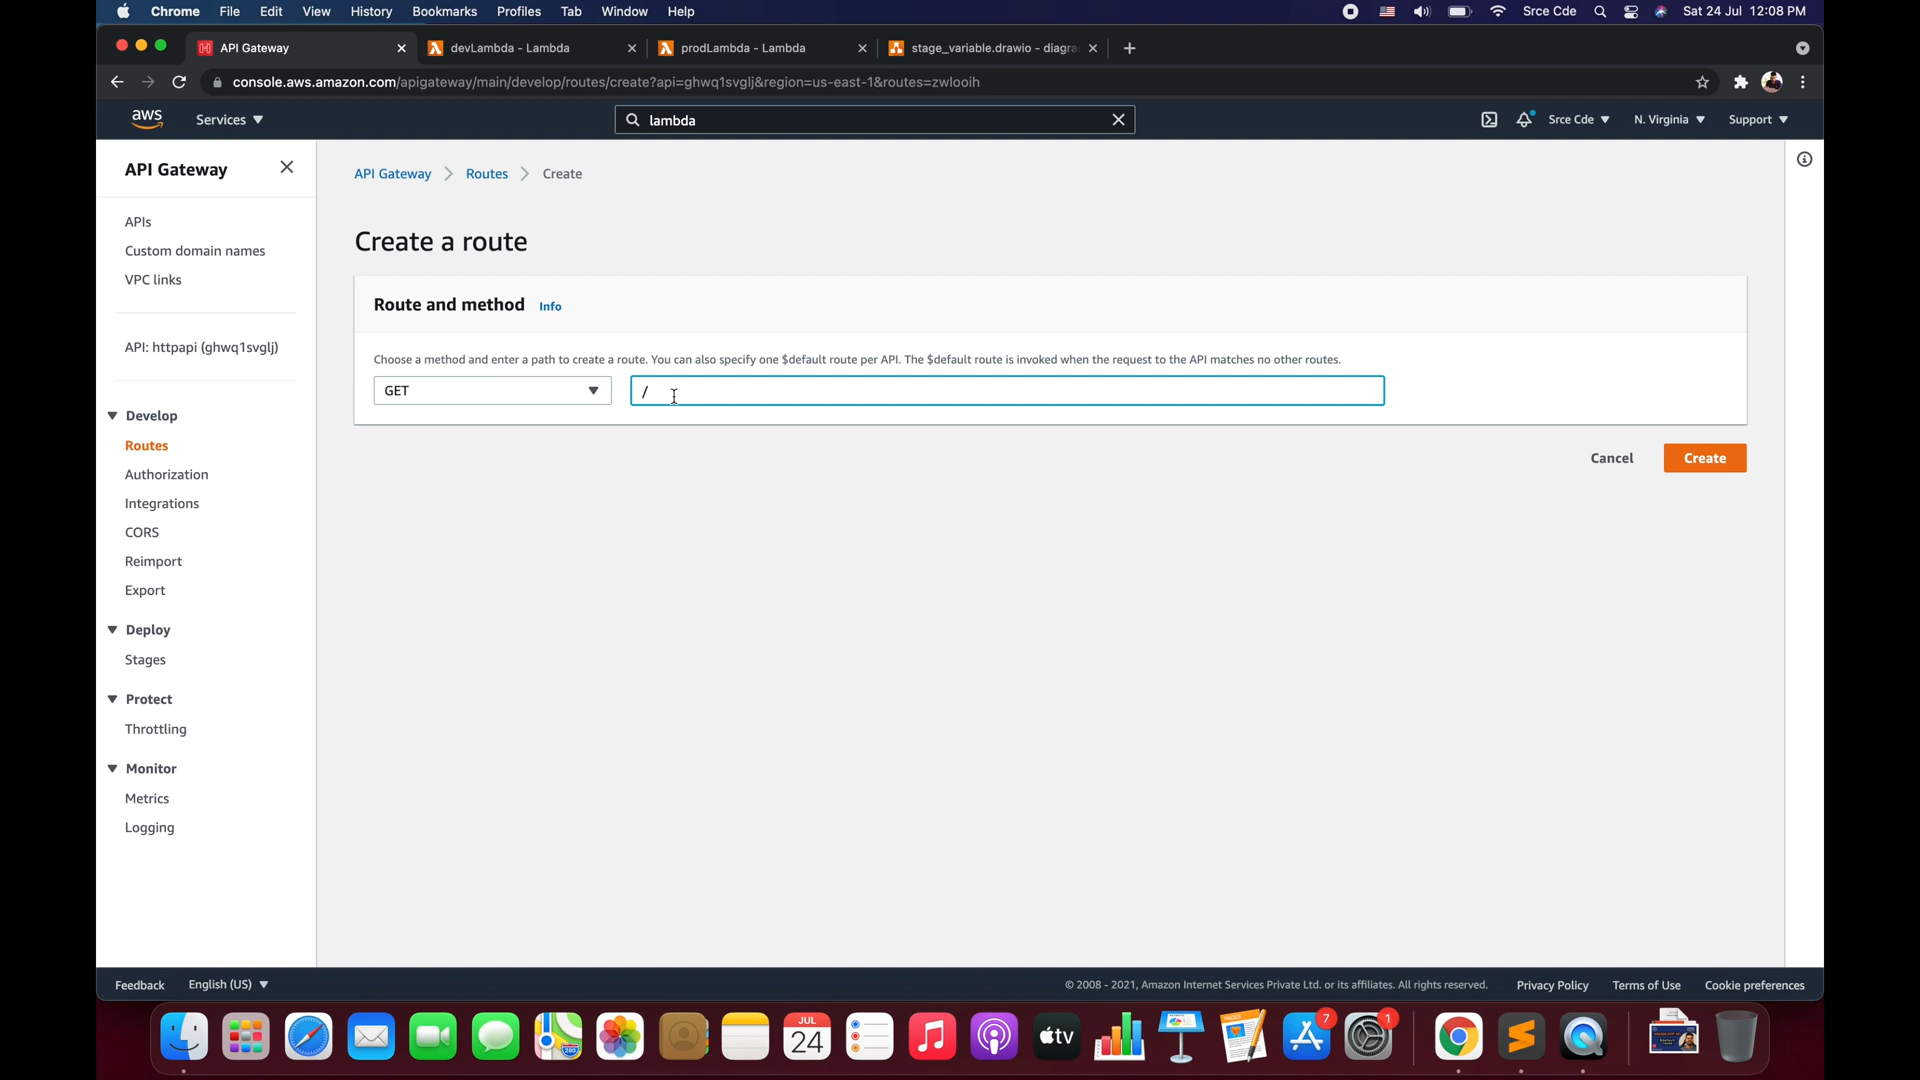 Chrome File Edit View History Bookmarks Profiles Tab Window Help Srce Cde Sat 24 Jul 12:08 PM
API Gateway devLambda - Lambda prodLambda - Lambda stage_variable.drawio - diagra
console.aws.amazon.com/apigateway/main/develop/routes/create?api=ghwq1svglj&region=us-east-1&routes=zwlooih
aws Services lambda Srce Cde N. Virginia Support
API Gateway
APIs
Custom domain names
VPC links
API: httpapi (ghwq1svglj)
Develop
Routes
Authorization
Integrations
CORS
Reimport
Export
Deploy
Stages
Protect
Throttling
Monitor
Metrics
Logging
API Gateway Routes Create
Create a route
Route and method Info
Choose a method and enter a path to create a route. You can also specify one $default route per API. The $default route is invoked when the request to the API matches no other routes.
GET /
Cancel Create
Feedback English (US) © 2008 - 2021, Amazon Internet Services Private Ltd. or its affiliates. All rights reserved. Privacy Policy Terms of Use Cookie preferences
JUL
24
tv
7
1